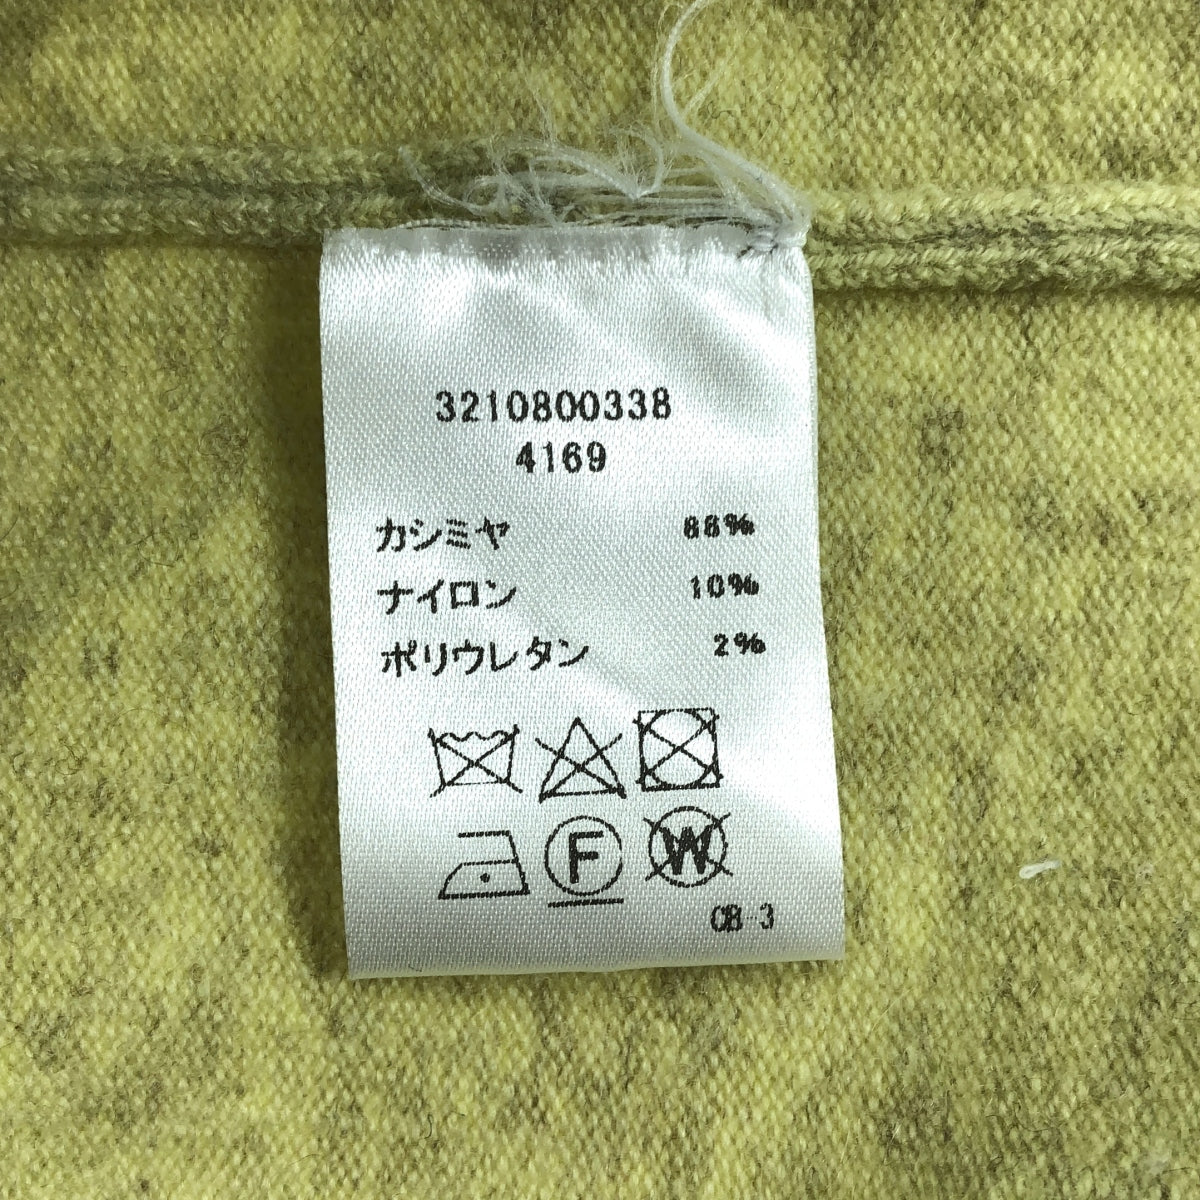 3210800338
4169
カシミヤ 88%
ナイロン 10%
ポリウレタン 2%
F W
CB-3